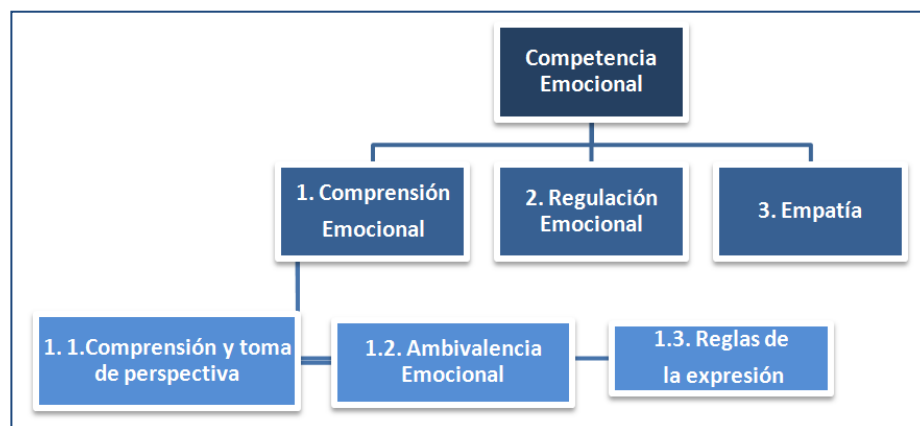 Competencia
Emocional
1. Comprensión
Emocional
2. Regulación
Emocional
3. Empatía
1. 1.Comprensión y toma
de perspectiva
1.2. Ambivalencia
Emocional
1.3. Reglas de
la expresión